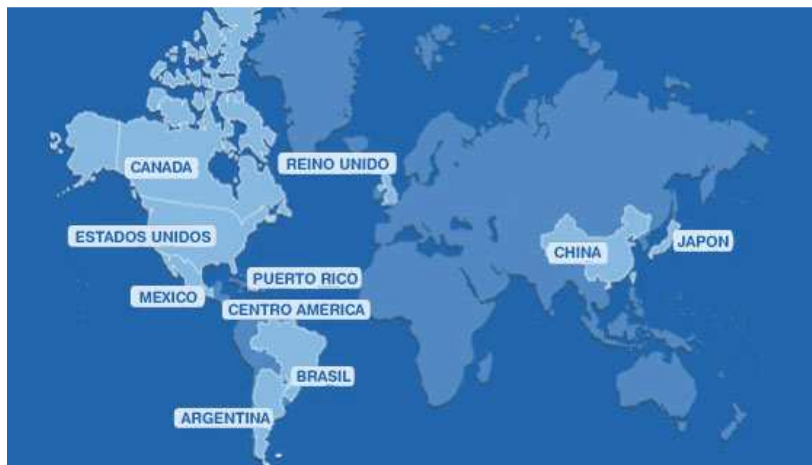 CANADA
REINO UNIDO
ESTADOS UNIDOS
CHINA
JAPON
PUERTO RICO
MEXICO
CENTRO AMERICA
BRASIL
ARGENTINA